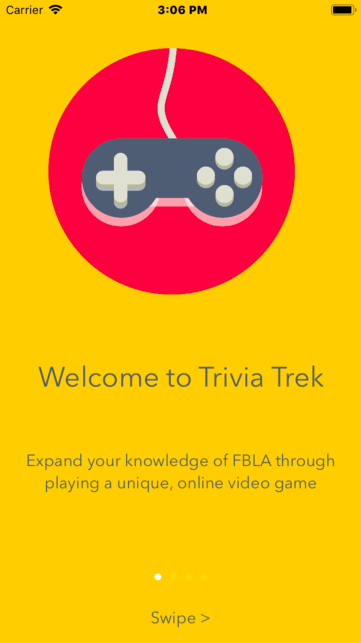 Carrier 3:06 PM
Welcome to Trivia Trek
Expand your knowledge of FBLA through
playing a unique, online video game
Swipe >